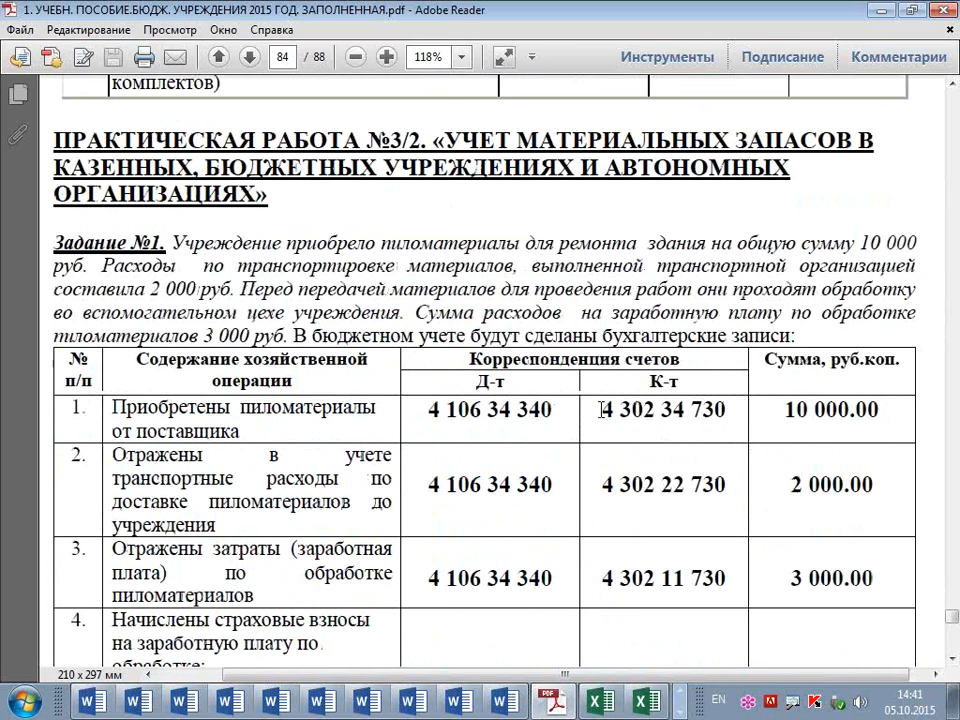 1. УЧЕБН. ПОСОБИЕ.БЮДЖ. УЧРЕЖДЕНИЯ 2015 ГОД. ЗАПОЛНЕННАЯ.pdf - Adobe Reader
Файл Редактирование Просмотр Окно Справка
84 / 88 118% Инструменты Подписание Комментарии
комплектов)
ПРАКТИЧЕСКАЯ РАБОТА №3/2. «УЧЕТ МАТЕРИАЛЬНЫХ ЗАПАСОВ В
КАЗЕННЫХ, БЮДЖЕТНЫХ УЧРЕЖДЕНИЯХ И АВТОНОМНЫХ
ОРГАНИЗАЦИЯХ»
Задание №1. Учреждение приобрело пиломатериалы для ремонта здания на общую сумму 10 000
руб. Расходы по транспортировке материалов, выполненной транспортной организацией
составила 2 000 руб. Перед передачей материалов для проведения работ они проходят обработку
во вспомогательном цехе учреждения. Сумма расходов на заработную плату по обработке
пиломатериалов 3 000 руб. В бюджетном учете будут сделаны бухгалтерские записи:
№ п/п Содержание хозяйственной операции Корреспонденция счетов Сумма, руб.коп.
Д-т К-т
1. Приобретены пиломатериалы 4 106 34 340 4 302 34 730 10 000.00
от поставщика
2. Отражены в учете
транспортные расходы по 4 106 34 340 4 302 22 730 2 000.00
доставке пиломатериалов до
учреждения
3. Отражены затраты (заработная
плата) по обработке 4 106 34 340 4 302 11 730 3 000.00
пиломатериалов
4. Начислены страховые взносы
на заработную плату по
обработке:
210 x 297 мм
EN 14:41
05.10.2015